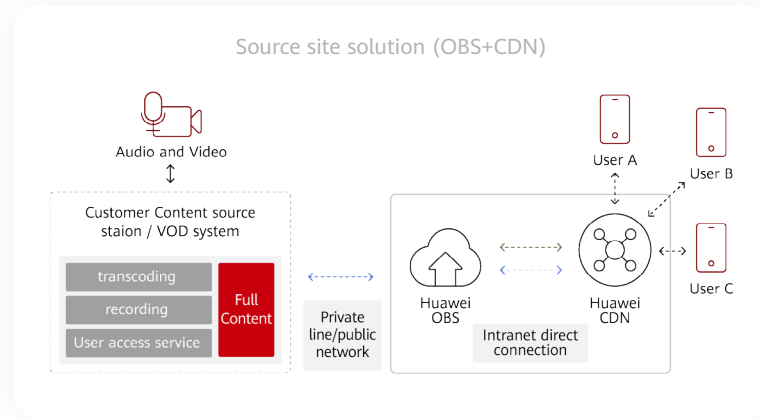 Source site solution (OBS+CDN)
Audio and Video
User A
User B
User C
Customer Content source
staion / VOD system
transcoding
recording
User access service
Full
Content
Private
line/public
network
Huawei
OBS
Huawei
CDN
Intranet direct
connection